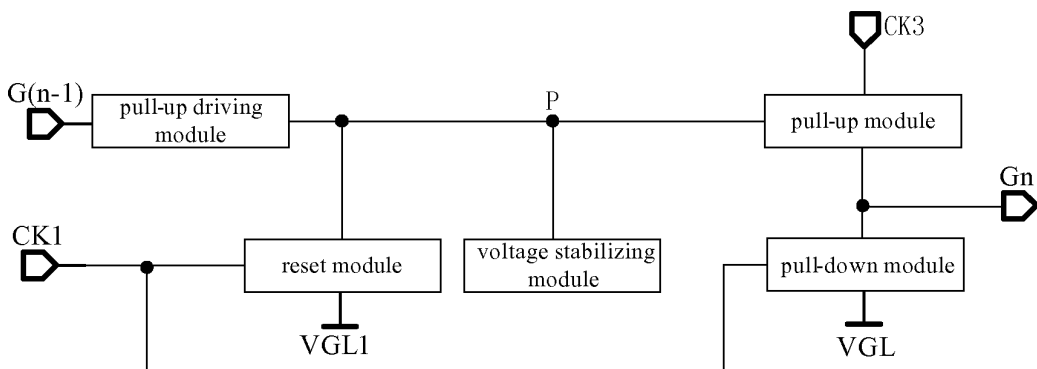 CK3
G(n-1)
pull-up driving
module
P
pull-up module
Gn
CK1
reset module
voltage stabilizing
module
pull-down module
VGL1
VGL